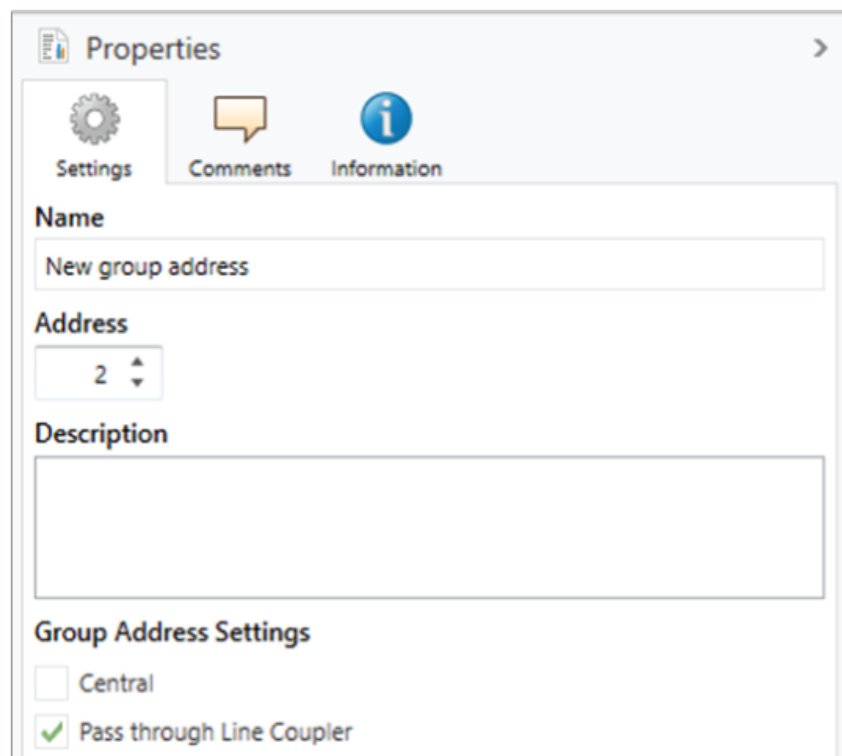 Properties
Settings Comments Information
Name
New group address
Address
2
Description
Group Address Settings
Central
Pass through Line Coupler